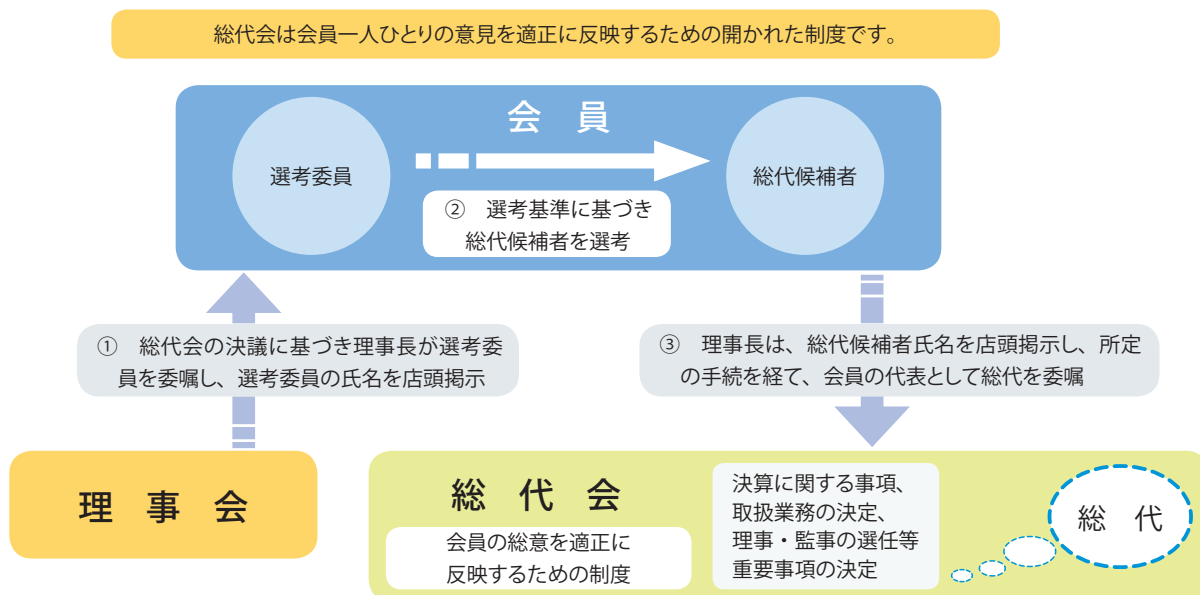 総代会は会員一人ひとりの意見を適正に反映するための開かれた制度です。
会 員
選考委員
総代候補者
② 選考基準に基づき
総代候補者を選考
① 総代会の決議に基づき理事長が選考委
員を委嘱し、選考委員の氏名を店頭掲示
③ 理事長は、総代候補者氏名を店頭掲示し、所定
の手続を経て、会員の代表として総代を委嘱
理 事 会
総 代 会
会員の総意を適正に
反映するための制度
決算に関する事項、
取扱業務の決定、
理事・監事の選任等
重要事項の決定
総 代